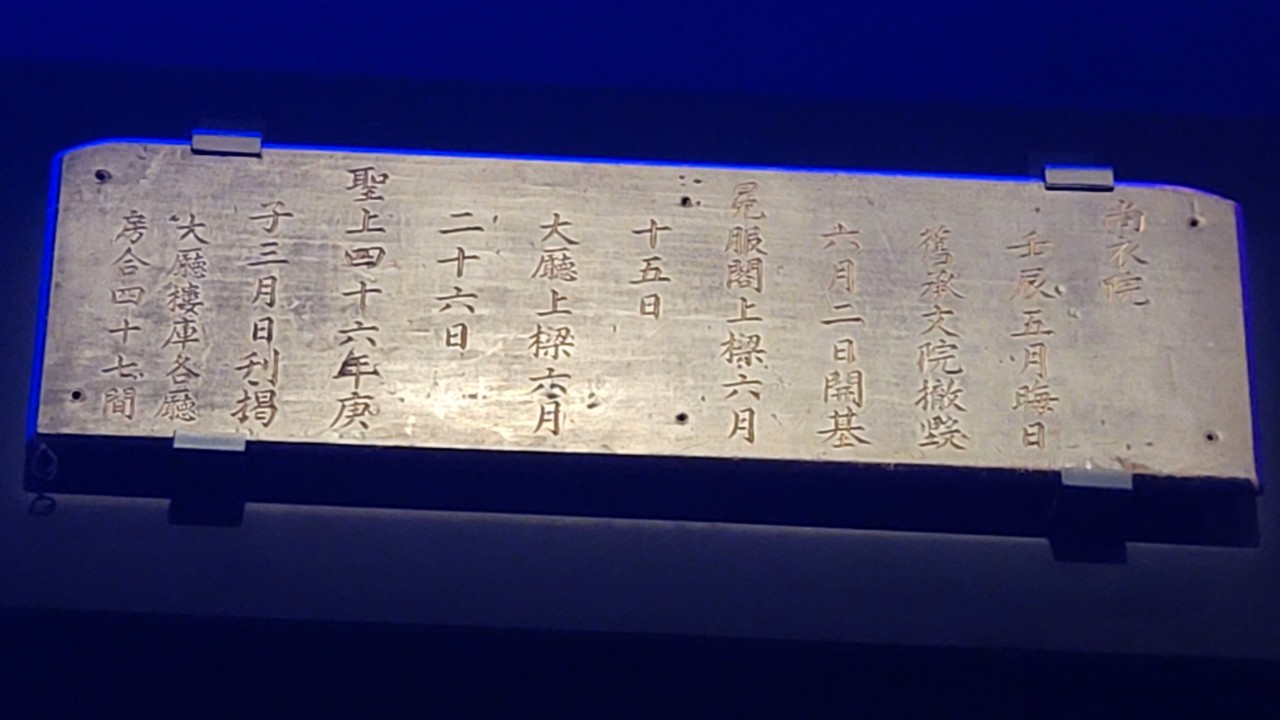 尙衣院
壬辰五月晦日
舊承文院撤毀
六月二日開基
冕服閣上樑六月
十五日
大廳上樑六月
二十六日
聖上四十六年庚
子三月日刋揭
大廳樓庫各廳
房合四十七間